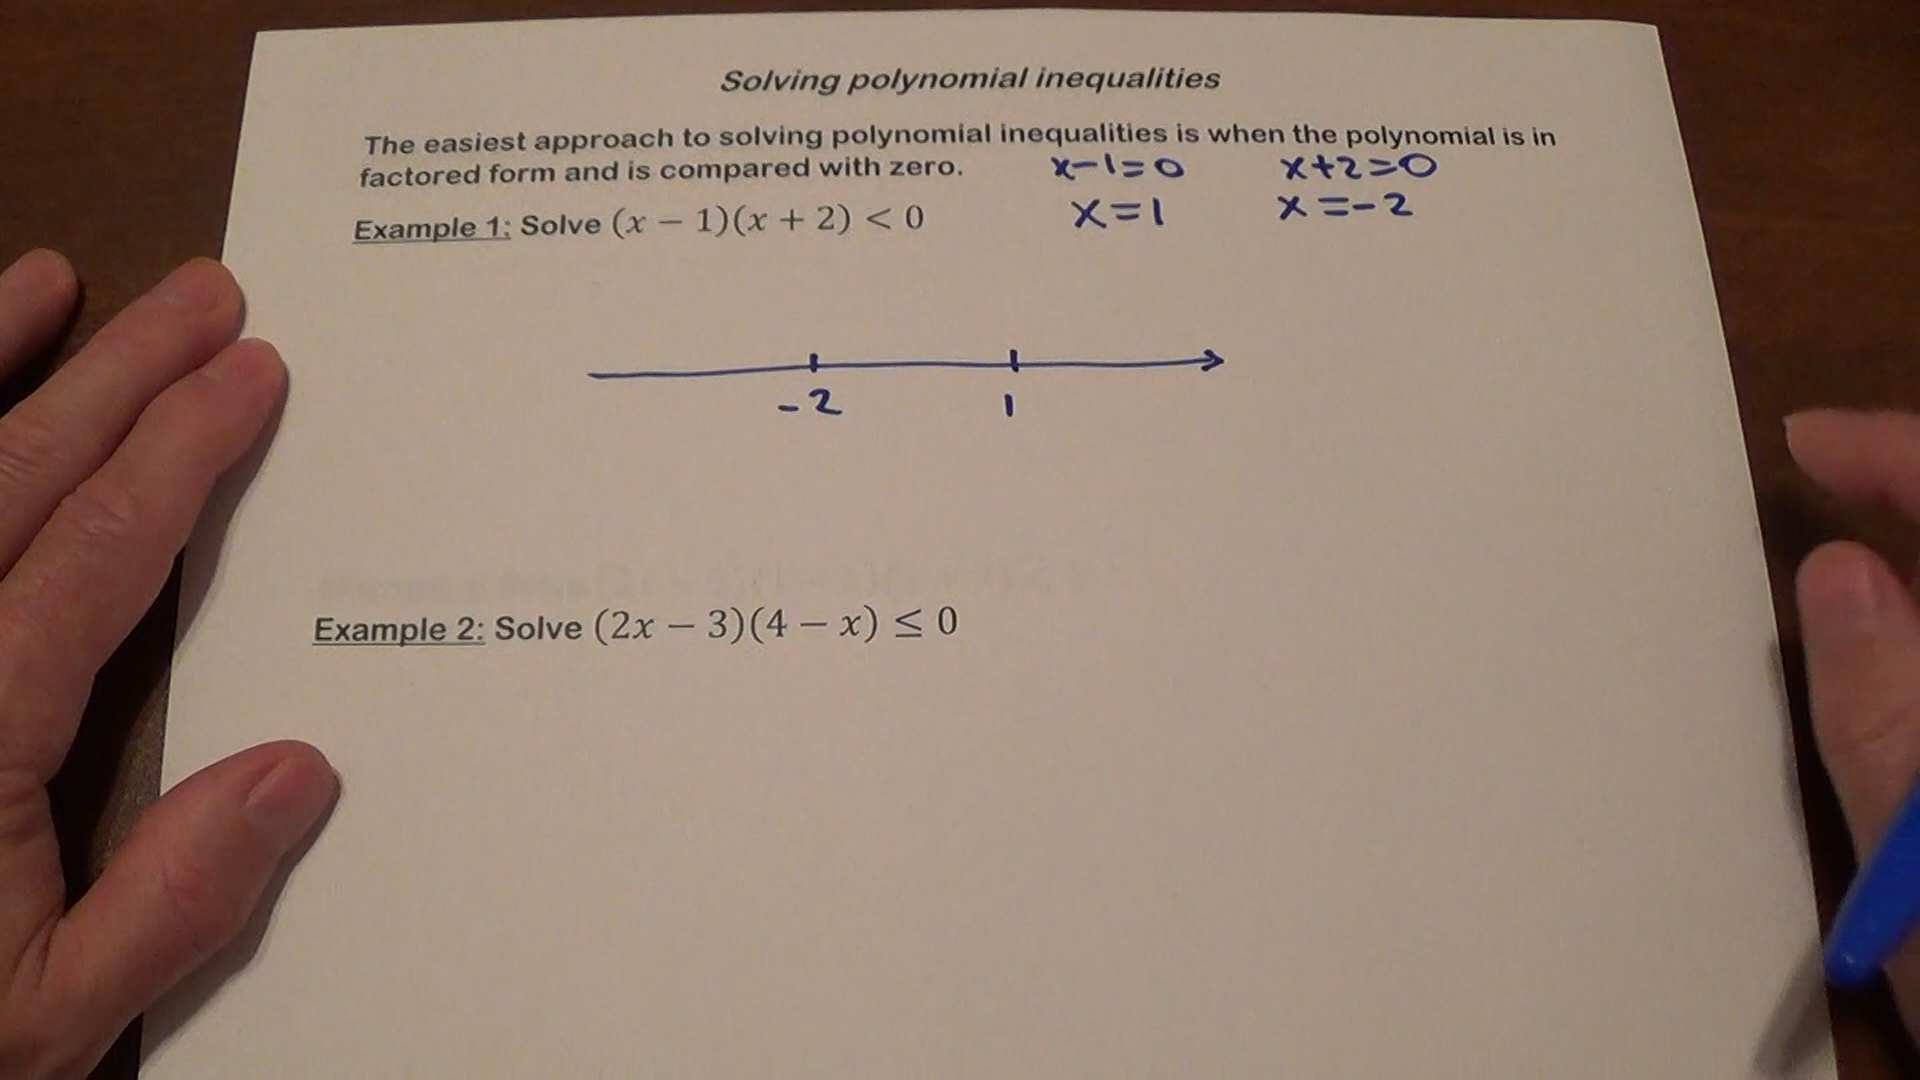 Solving polynomial inequalities
The easiest approach to solving polynomial inequalities is when the polynomial is in
factored form and is compared with zero.
x-1=0 x+2=0
Example 1: Solve (x − 1)(x + 2) < 0
x=1 x=-2
-2 1
Example 2: Solve (2x − 3)(4 − x) ≤ 0